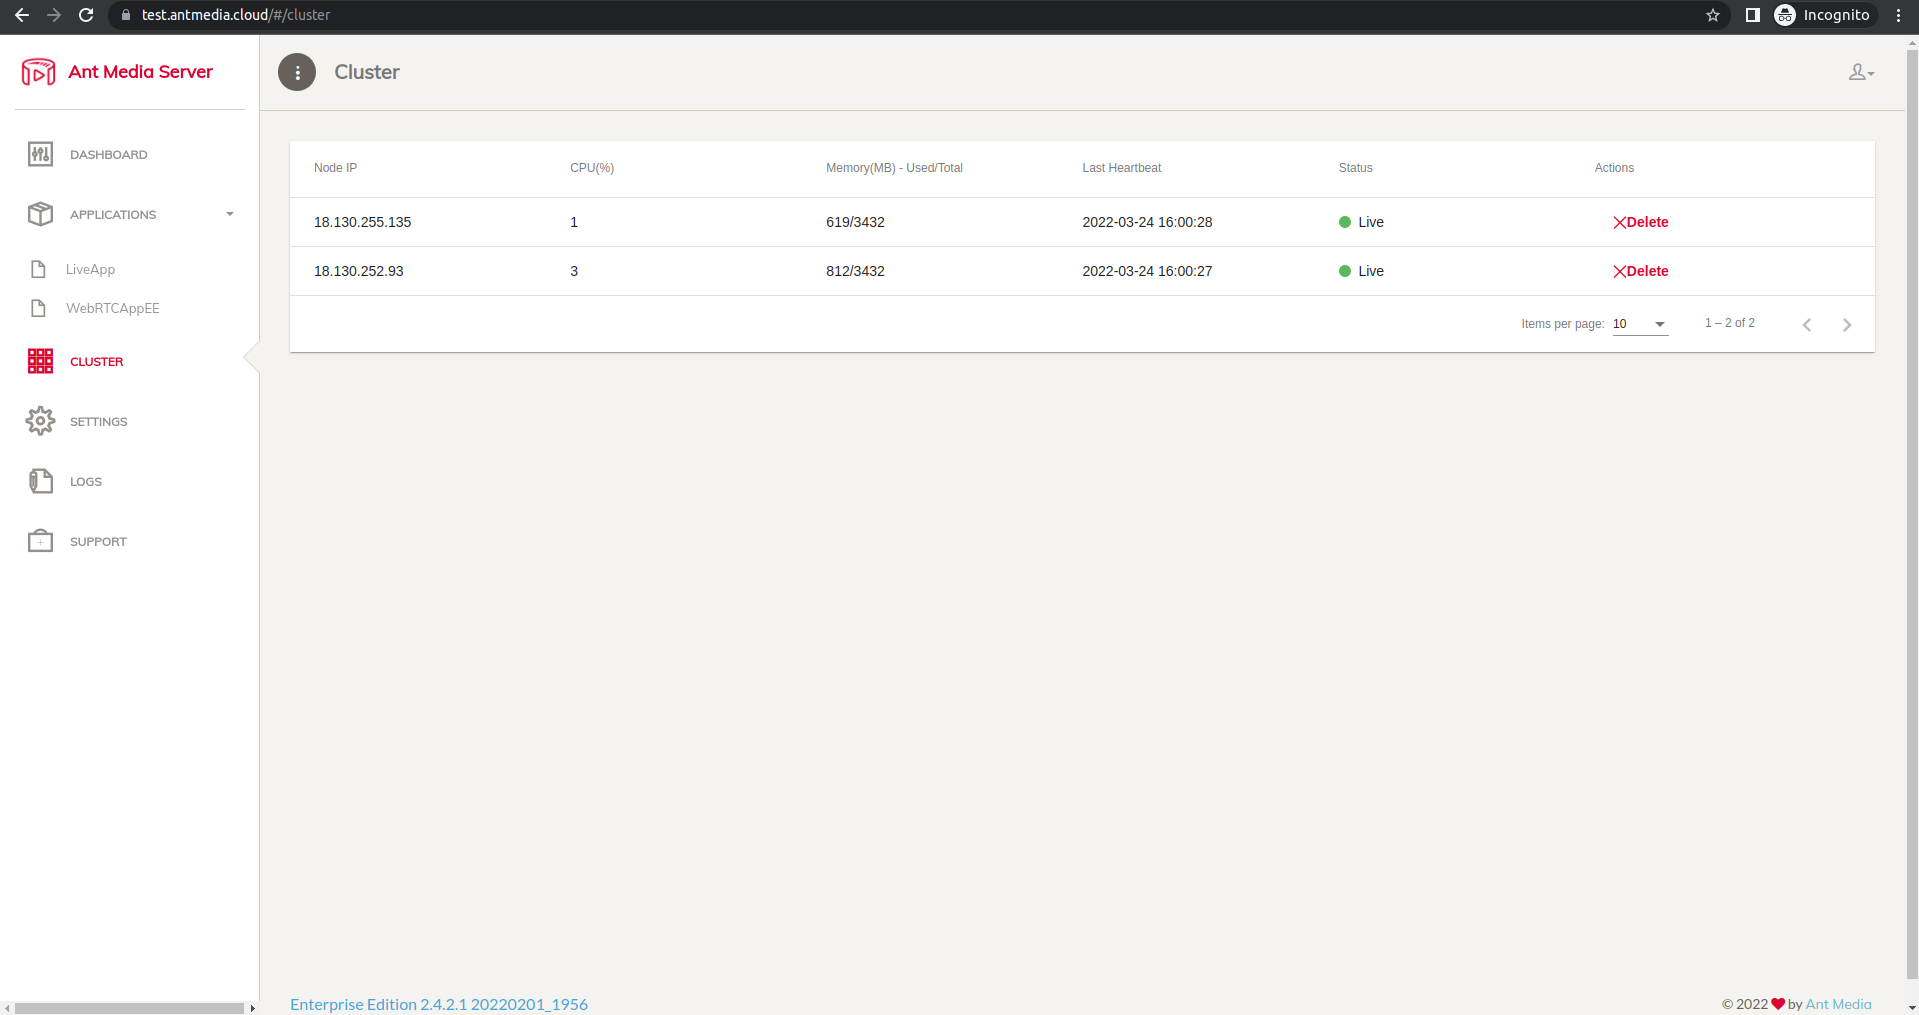 test.antmedia.cloud/#/cluster
Incognito
Ant Media Server
Cluster
DASHBOARD
APPLICATIONS
LiveApp
WebRTCAppEE
CLUSTER
SETTINGS
LOGS
SUPPORT
Node IP CPU(%) Memory(MB) - Used/Total Last Heartbeat Status Actions
18.130.255.135 1 619/3432 2022-03-24 16:00:28 Live Delete
18.130.252.93 3 812/3432 2022-03-24 16:00:27 Live Delete
Items per page: 10 1 – 2 of 2
Enterprise Edition 2.4.2.1 20220201_1956
© 2022 by Ant Media